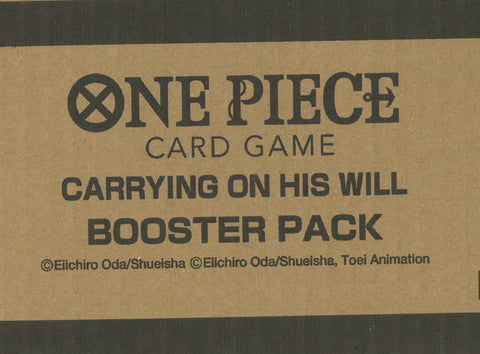 ONE PIECE
CARD GAME
CARRYING ON HIS WILL
BOOSTER PACK
©Eiichiro Oda/Shueisha ©Eiichiro Oda/Shueisha, Toei Animation